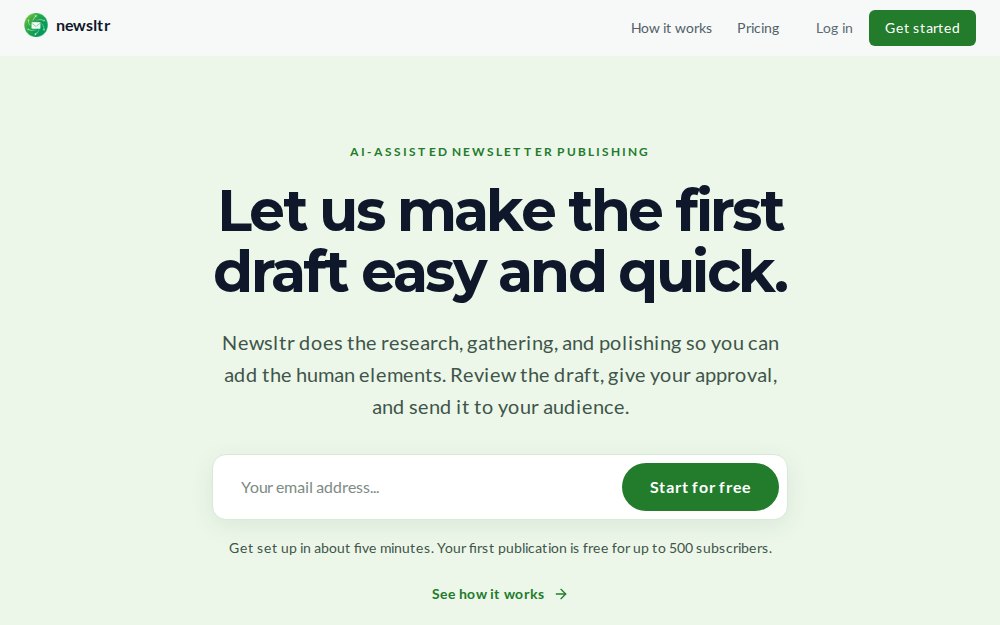 newsltr
How it works
Pricing
Log in
Get started
AI-ASSISTED NEWSLETTER PUBLISHING
Let us make the first
draft easy and quick.
Newsltr does the research, gathering, and polishing so you can
add the human elements. Review the draft, give your approval,
and send it to your audience.
Your email address...
Start for free
Get set up in about five minutes. Your first publication is free for up to 500 subscribers.
See how it works →